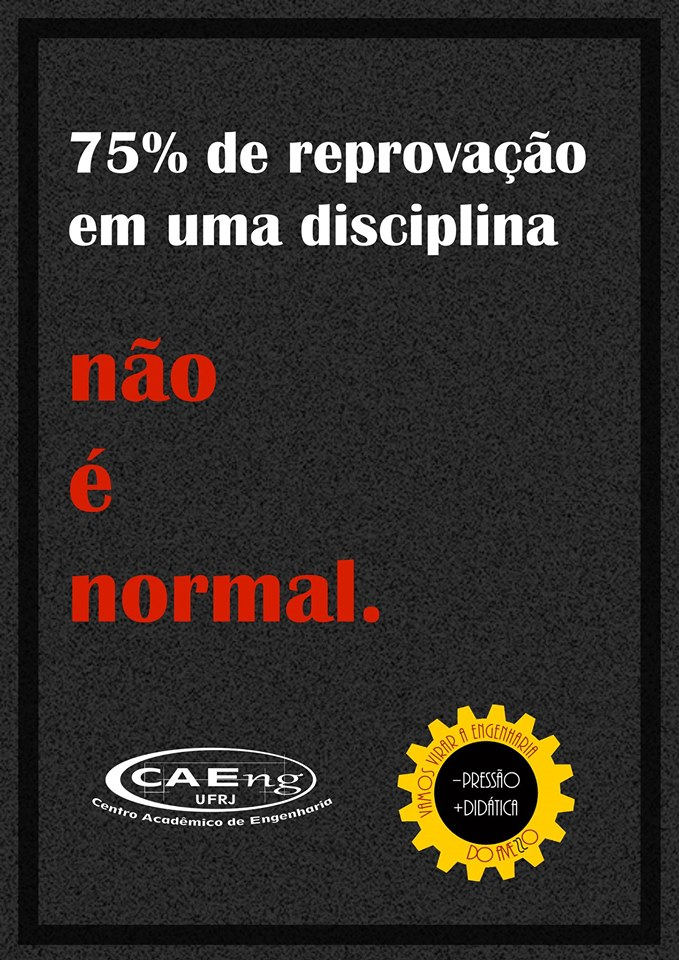 75% de reprovação
em uma disciplina
não
é
normal.
CAEng
UFRJ
Centro Acadêmico de Engenharia
VAMOS VIRAR A ENGENHARIA
-PRESSÃO
+DIDÁTICA
DO AVEZZO